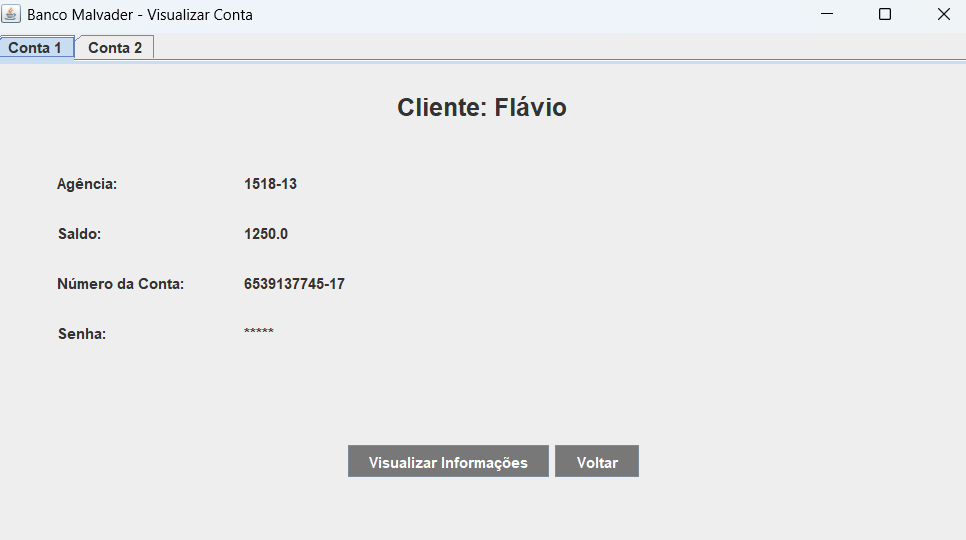 Banco Malvader - Visualizar Conta
Conta 1 Conta 2
Cliente: Flávio
Agência: 1518-13
Saldo: 1250.0
Número da Conta: 6539137745-17
Senha: *****
Visualizar Informações Voltar